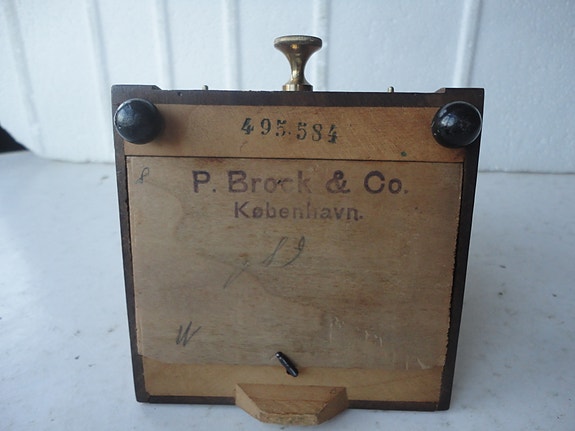 495.584
P. Brock & Co.
København.
W